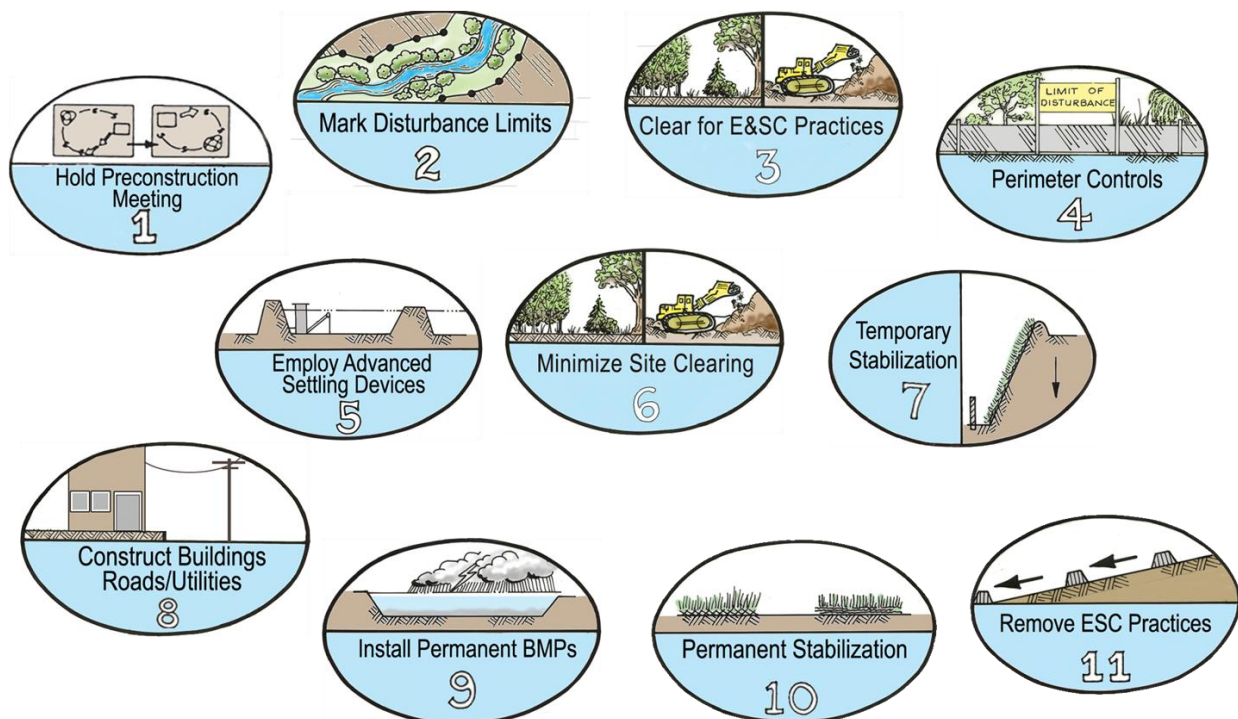 Hold Preconstruction
Meeting
1
Mark Disturbance Limits
2
Clear for E&SC Practices
3
LIMIT OF
DISTURBANCE
Perimeter Controls
4
Employ Advanced
Settling Devices
5
Minimize Site Clearing
6
Temporary
Stabilization
7
Construct Buildings
Roads/Utilities
8
Install Permanent BMPs
9
Permanent Stabilization
10
Remove ESC Practices
11